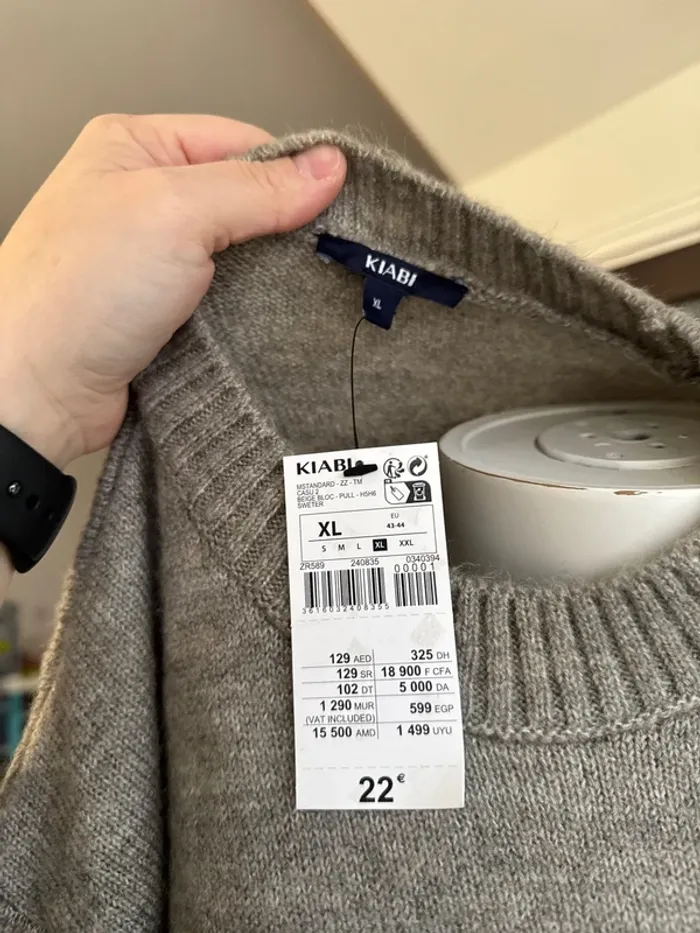 KIABI
XL
KIABI
MSTANDARD - ZZ - TM
CASU 2
BEIGE BLOC - PULL - H5H6
SWETER
XL
EU
43-44
S M L XL XXL
ZR589 240835 0340394
00001
3616032408355
129 AED 325 DH
129 SR 18 900 F CFA
102 DT 5 000 DA
1 290 MUR 599 EGP
(VAT INCLUDED)
15 500 AMD 1 499 UYU
22€